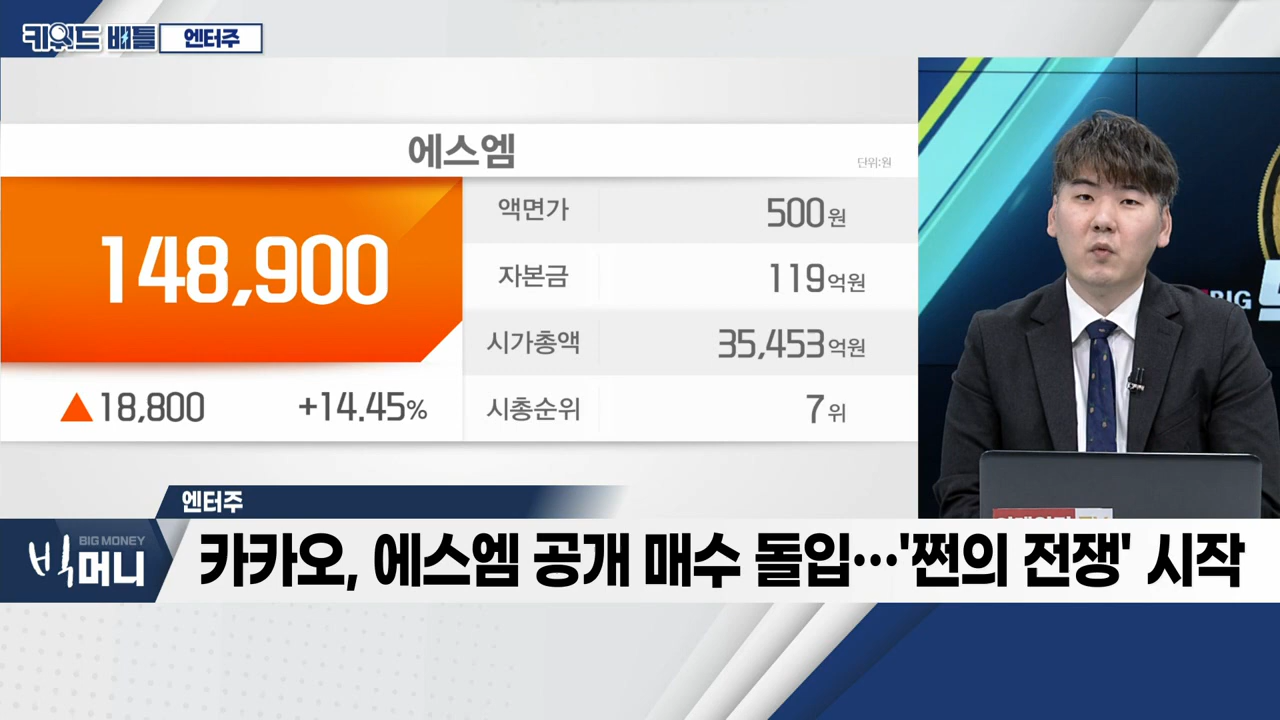 키워드 배틀 엔터주
에스엠
단위:원
148,900
▲18,800 +14.45%
액면가 500원
자본금 119억원
시가총액 35,453억원
시총순위 7위
BIG
엔터주
BIG MONEY
빅머니
카카오, 에스엠 공개 매수 돌입…'쩐의 전쟁' 시작